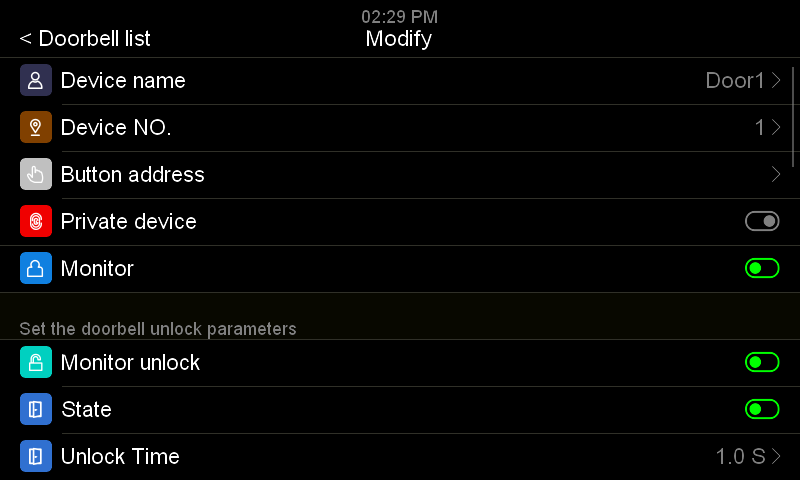 02:29 PM
< Doorbell list
Modify
Device name
Door1 >
Device NO.
1 >
Button address
>
Private device
Monitor
Set the doorbell unlock parameters
Monitor unlock
State
Unlock Time
1.0 S >